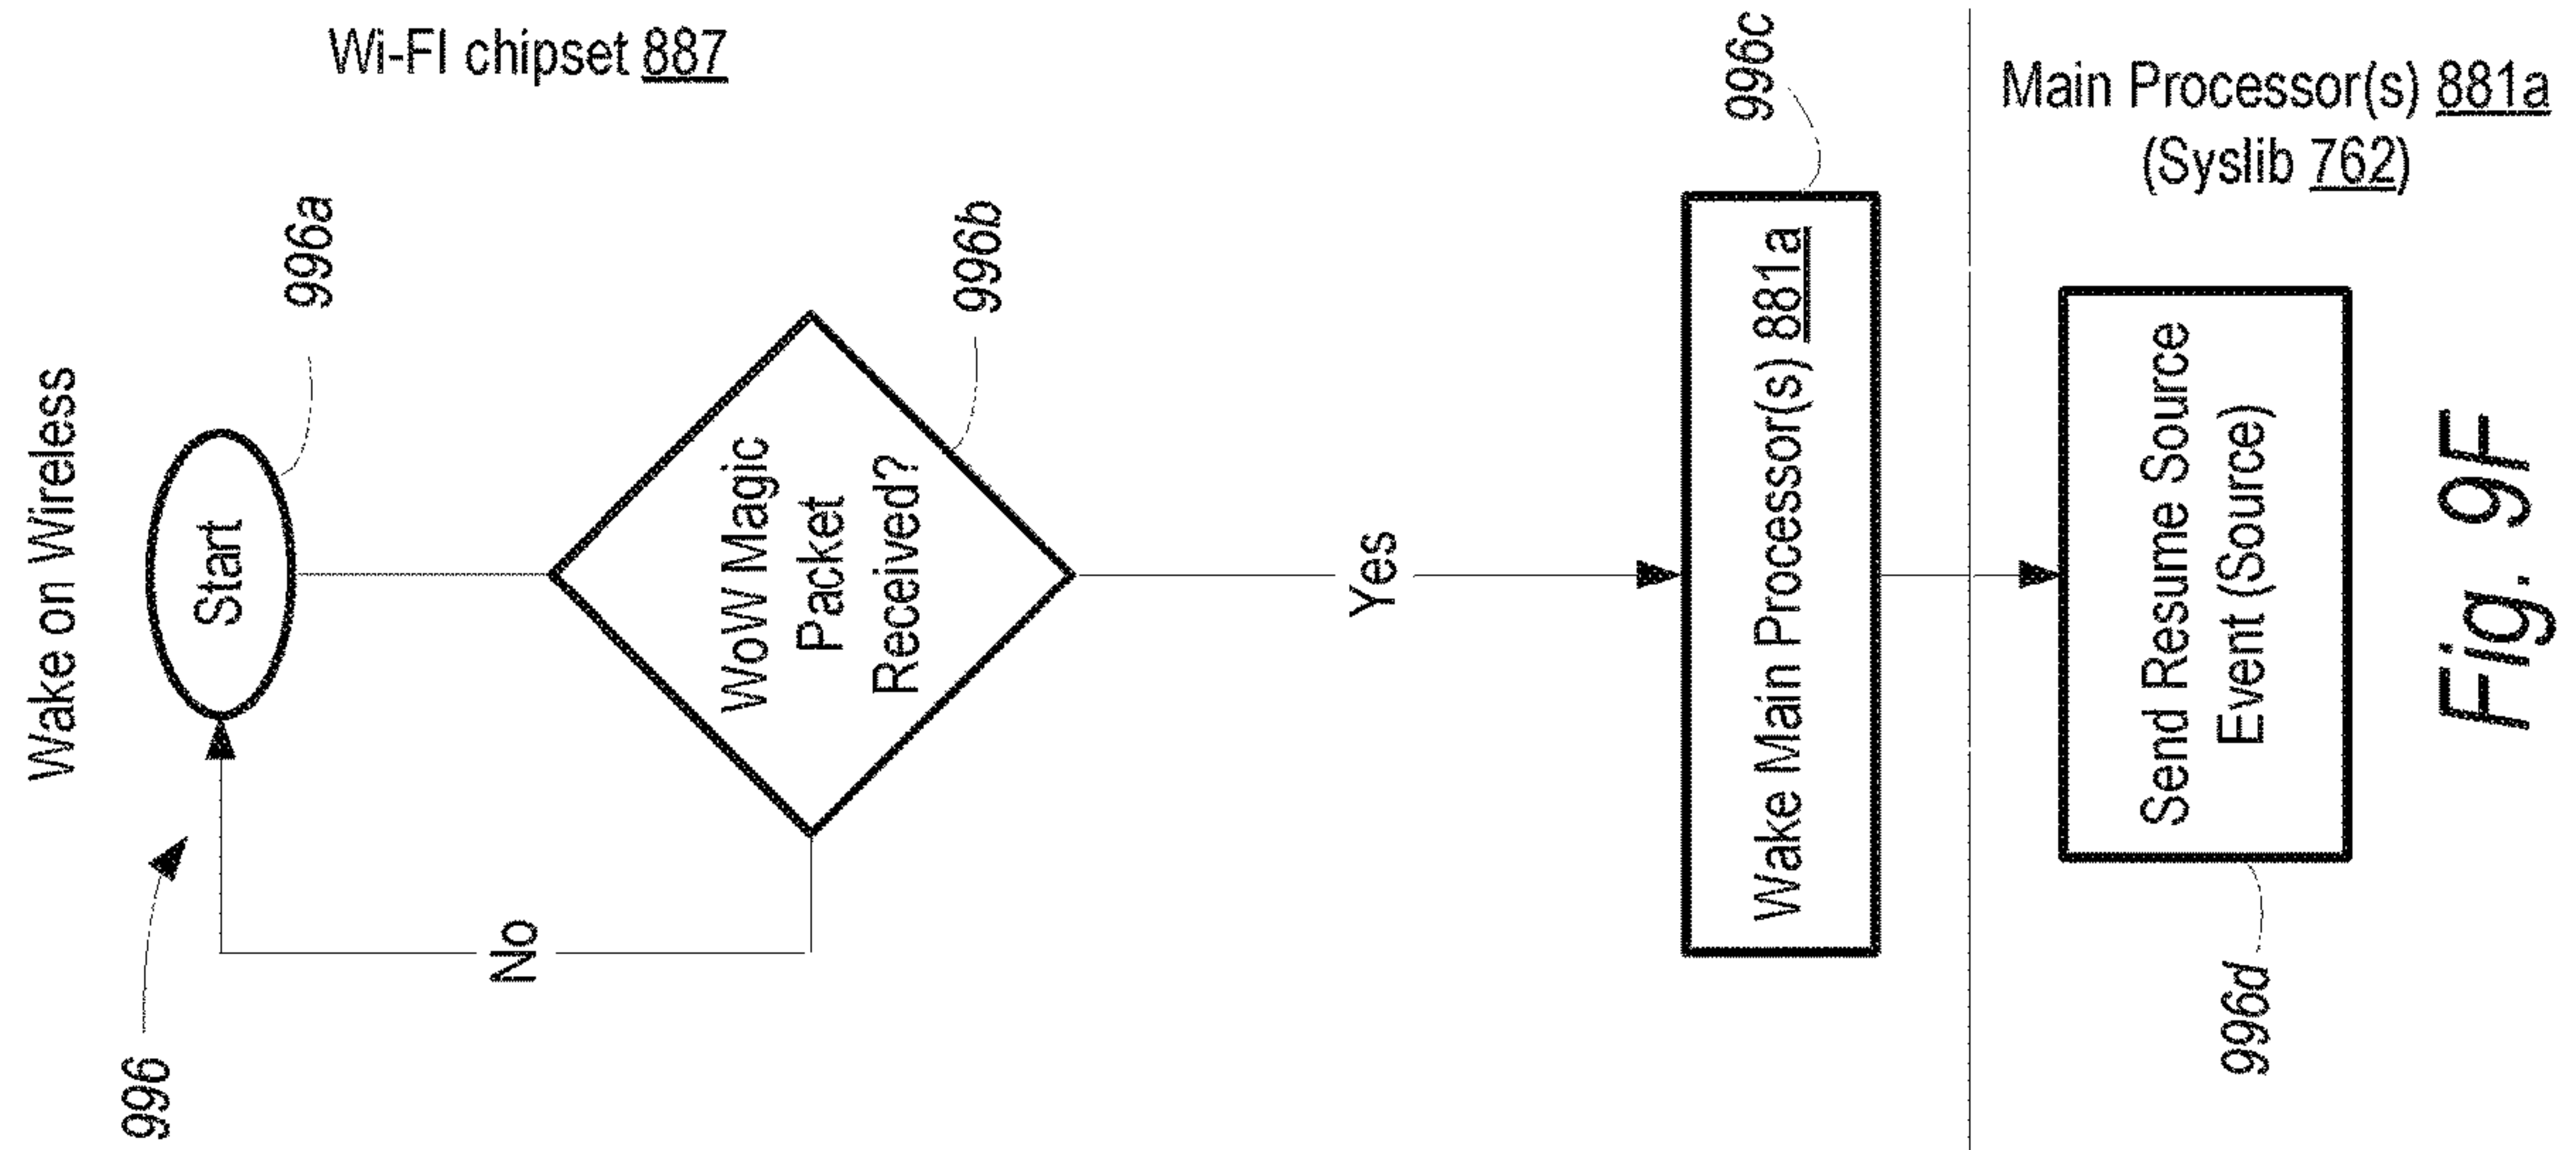 Wake on Wireless
Wi-FI chipset 887
996
Start
996a
No
WoW Magic
Packet
Received?
996b
Yes
Wake Main Processor(s) 881a
996c
Main Processor(s) 881a
(Syslib 762)
Send Resume Source
Event (Source)
996d
Fig. 9F